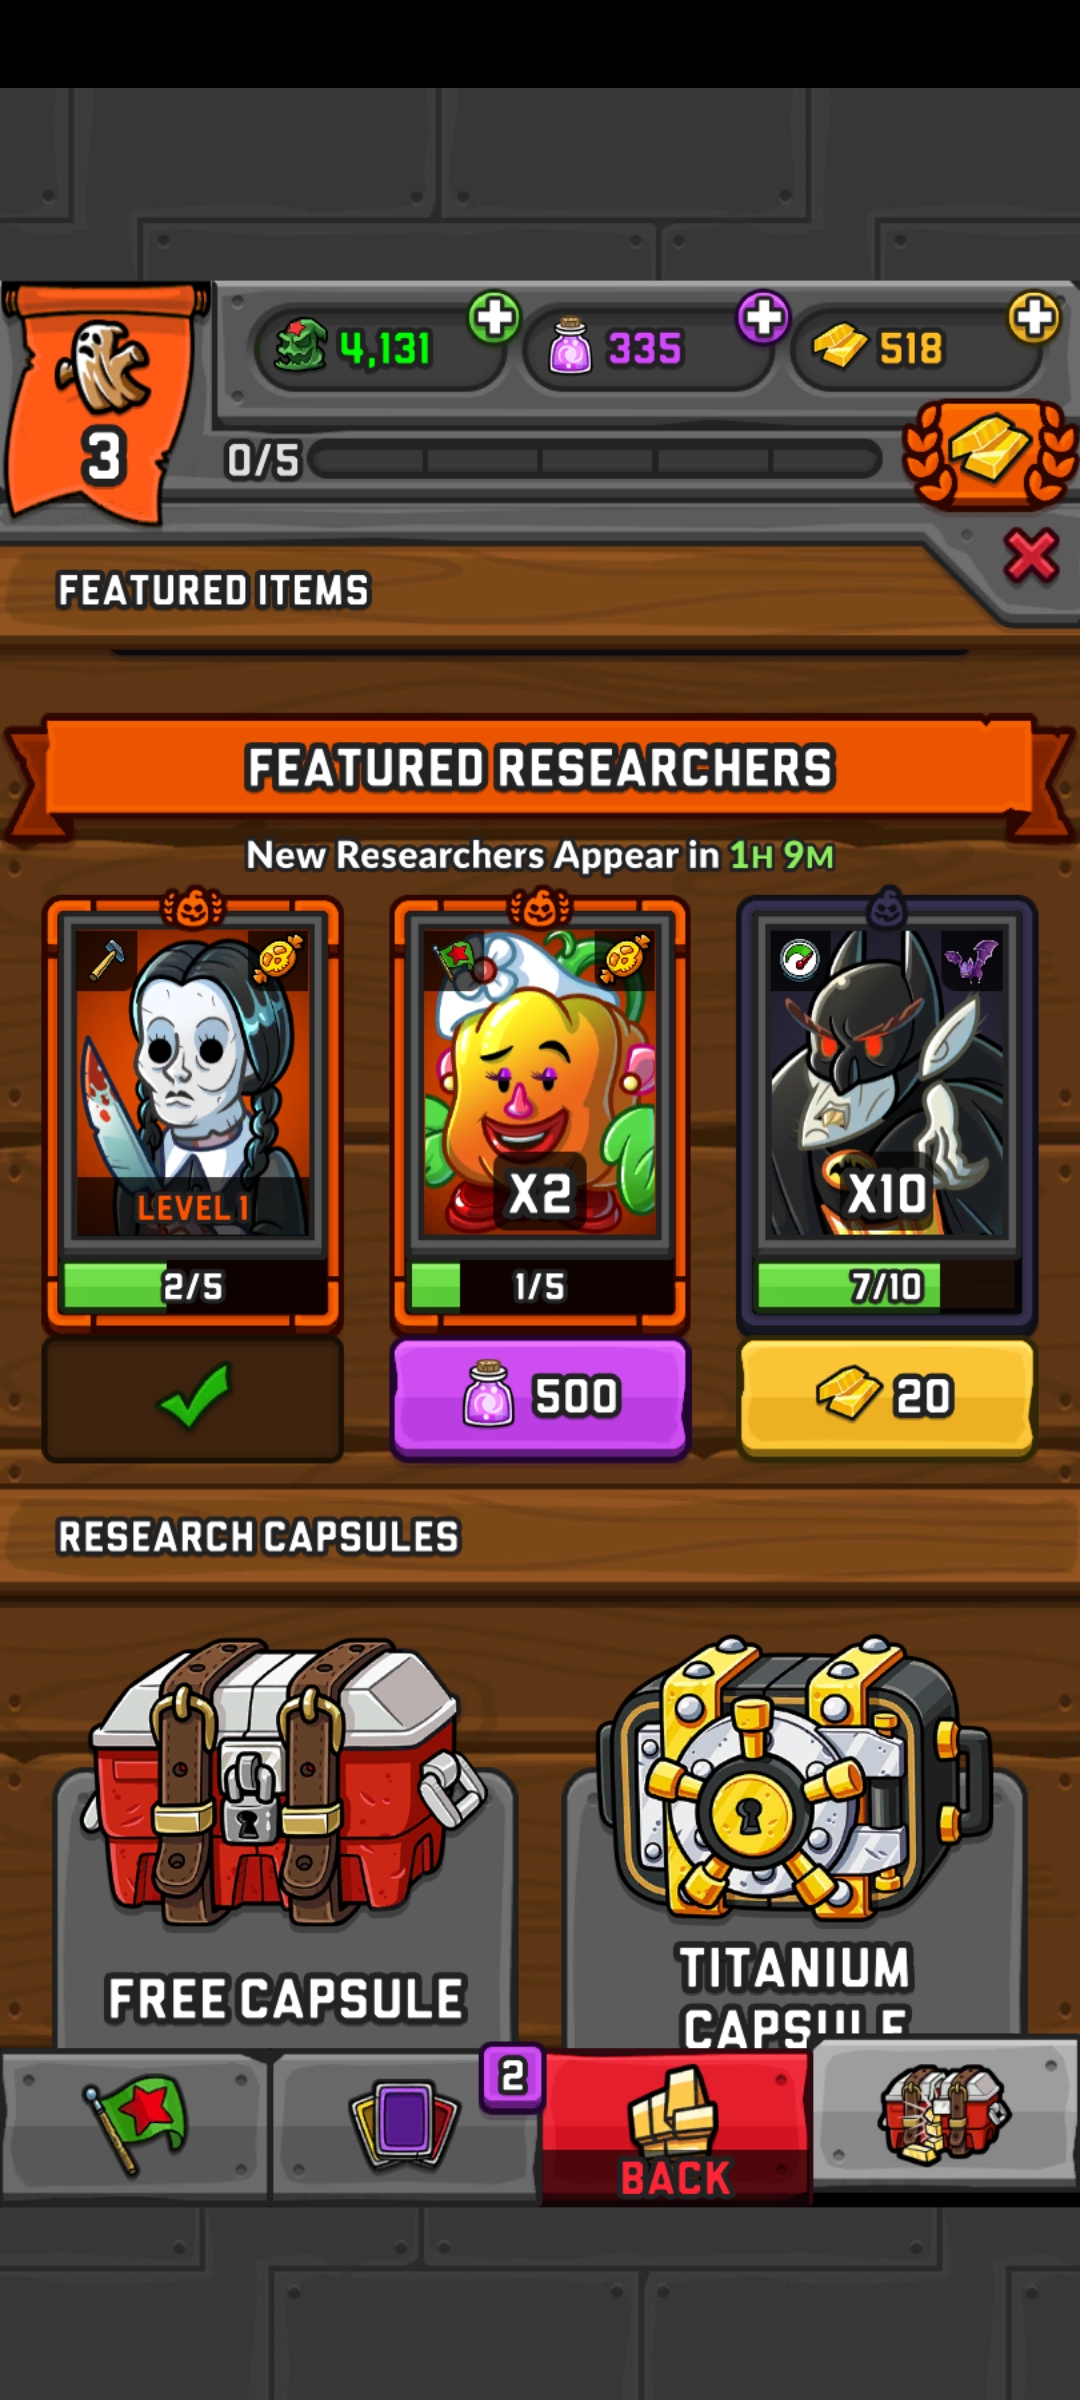 4,131
335
518
3
0/5
FEATURED ITEMS
FEATURED RESEARCHERS
New Researchers Appear in 1H 9M
LEVEL 1
X2
X10
2/5
1/5
7/10
500
20
RESEARCH CAPSULES
FREE CAPSULE
TITANIUM
CAPSULE
2
BACK